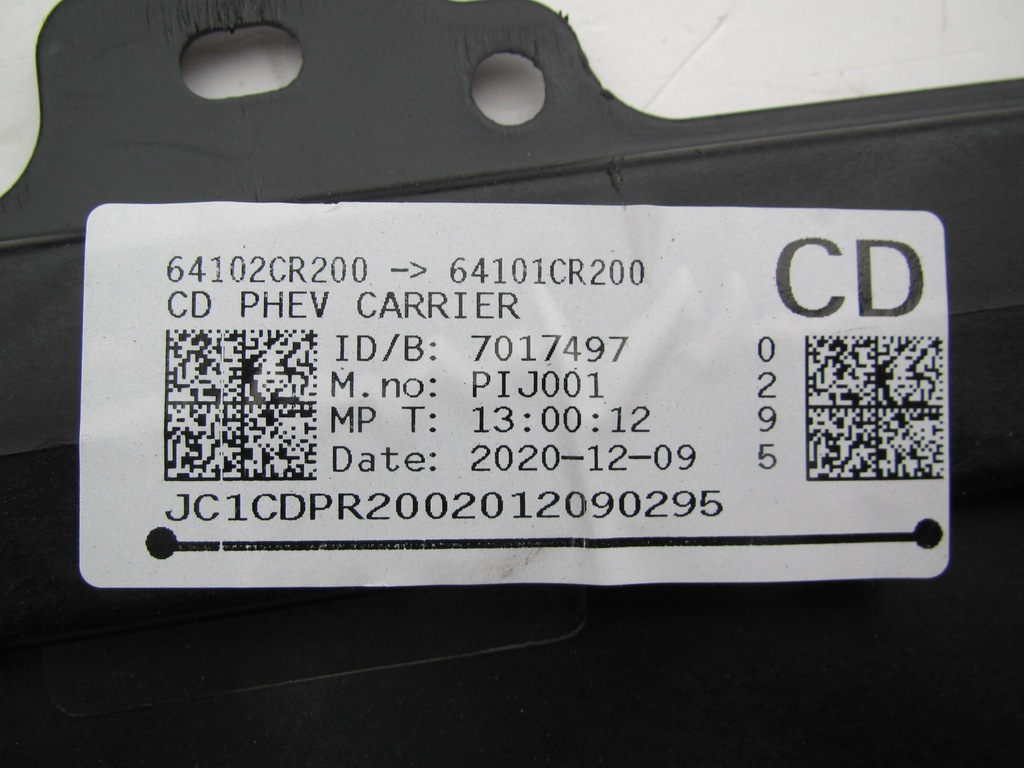 64102CR200 -> 64101CR200
CD PHEV CARRIER
CD
ID/B: 7017497
M.no: PIJ001
MP T: 13:00:12
Date: 2020-12-09
0
2
9
5
JC1CDPR2002012090295